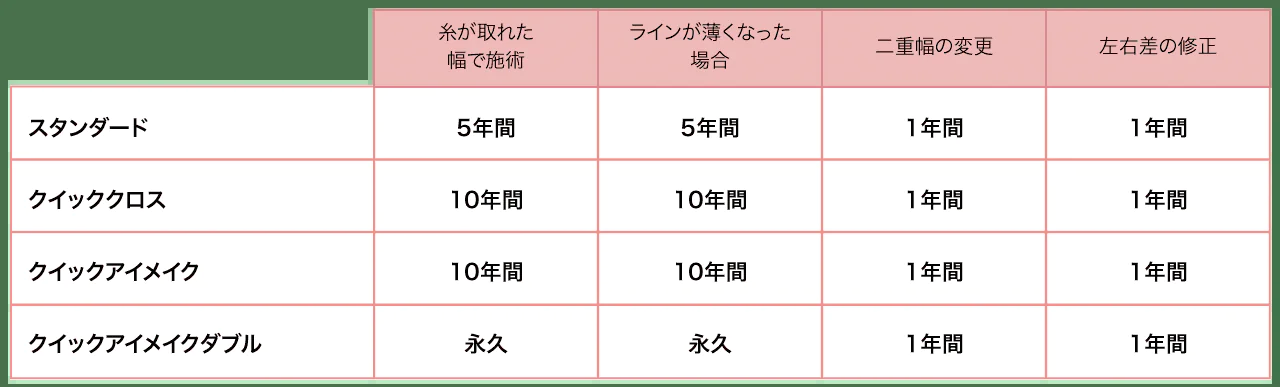 糸が取れた
幅で施術
ラインが薄くなった
場合
二重幅の変更
左右差の修正
スタンダード 5年間 5年間 1年間 1年間
クイッククロス 10年間 10年間 1年間 1年間
クイックアイメイク 10年間 10年間 1年間 1年間
クイックアイメイクダブル 永久 永久 1年間 1年間